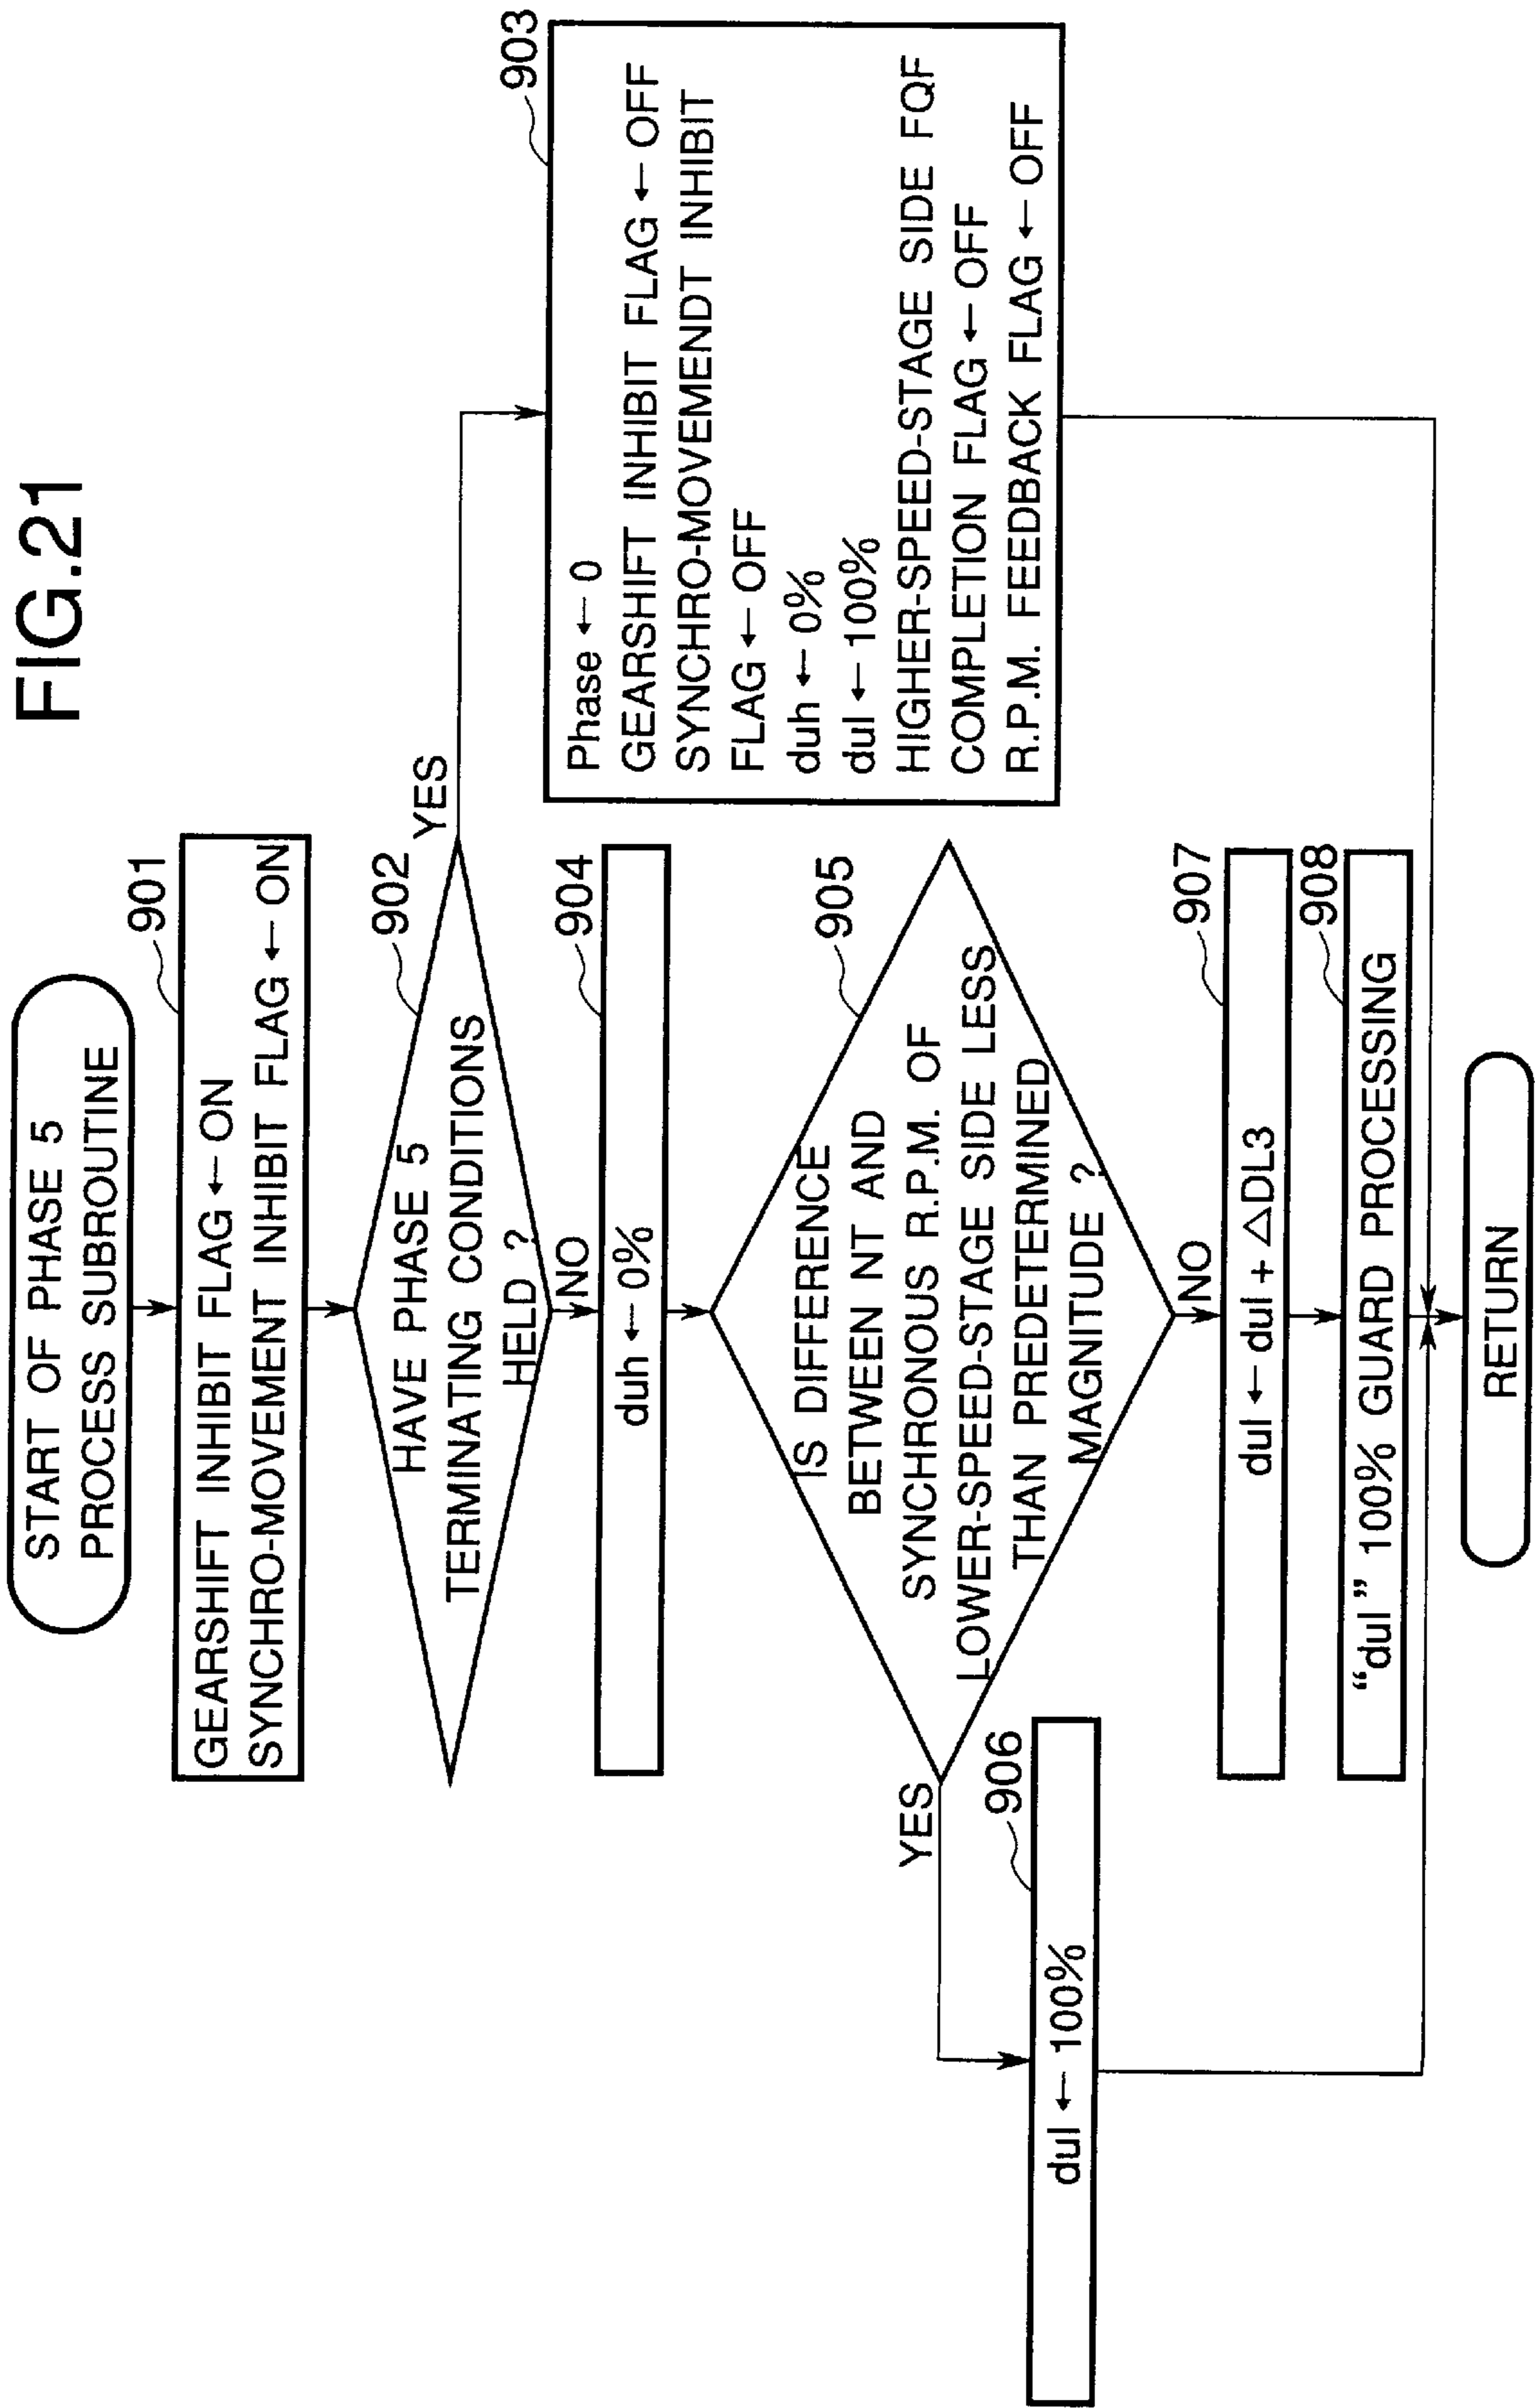 FIG.21
START OF PHASE 5
PROCESS SUBROUTINE
901
GEARSHIFT INHIBIT FLAG ← ON
SYNCHRO-MOVEMENT INHIBIT FLAG ← ON
902
HAVE PHASE 5
TERMINATING CONDITIONS
HELD ?
YES
NO
903
Phase ← 0
GEARSHIFT INHIBIT FLAG ← OFF
SYNCHRO-MOVEMENDT INHIBIT
FLAG ← OFF
duh ← 0%
dul ← 100%
HIGHER-SPEED-STAGE SIDE FQF
COMPLETION FLAG ← OFF
R.P.M. FEEDBACK FLAG ← OFF
904
duh ← 0%
905
IS DIFFERENCE
BETWEEN NT AND
SYNCHRONOUS R.P.M. OF
LOWER-SPEED-STAGE SIDE LESS
THAN PREDETERMINED
MAGNITUDE ?
YES
NO
906
dul ← 100%
907
dul ← dul + △DL3
908
“dul” 100% GUARD PROCESSING
RETURN